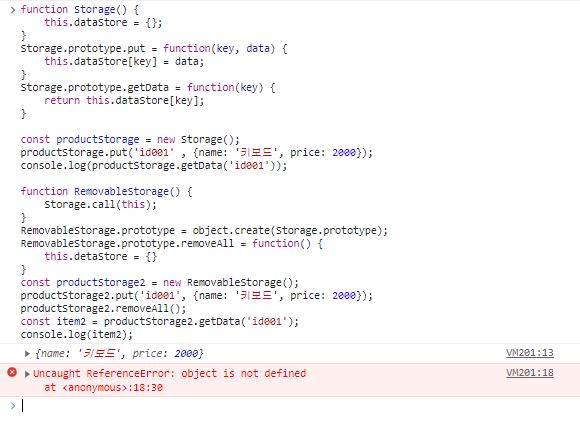 function Storage() {
    this.dataStore = {};
}
Storage.prototype.put = function(key, data) {
    this.dataStore[key] = data;
}
Storage.prototype.getData = function(key) {
    return this.dataStore[key];
}

const productStorage = new Storage();
productStorage.put('id001' , {name: '키보드', price: 2000});
console.log(productStorage.getData('id001'));

function RemovableStorage() {
    Storage.call(this);
}
RemovableStorage.prototype = object.create(Storage.prototype);
RemovableStorage.prototype.removeAll = function() {
    this.detaStore = {}
}
const productStorage2 = new RemovableStorage();
productStorage2.put('id001', {name: '키보드', price: 2000});
productStorage2.removeAll();
const item2 = productStorage2.getData('id001');
console.log(item2);
{name: '키보드', price: 2000} VM201:13
Uncaught ReferenceError: object is not defined VM201:18
    at <anonymous>:18:30